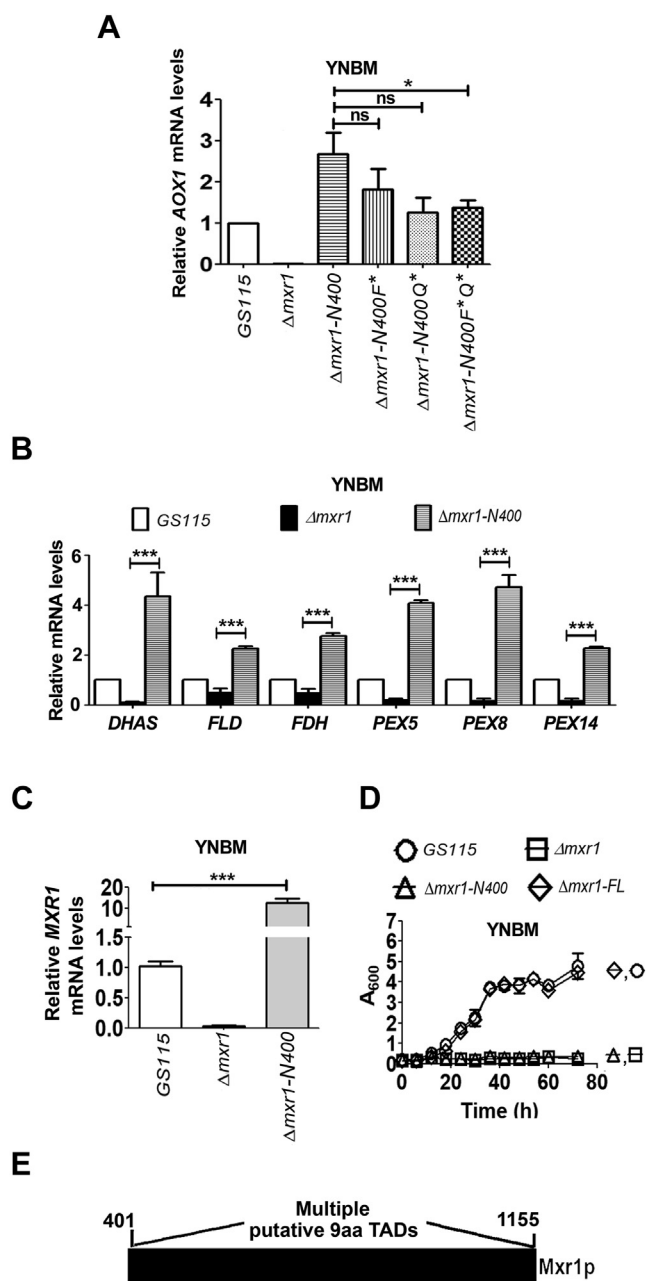 A
YNBM
*
ns
ns
Relative AOX1 mRNA levels
4
3
2
1
0
GS115
Δmxr1
Δmxr1-N400
Δmxr1-N400F*
Δmxr1-N400Q*
Δmxr1-N400F*Q*
B
YNBM
GS115 Δmxr1 Δmxr1-N400
Relative mRNA levels
6
4
2
0
*** *** *** *** *** ***
DHAS FLD FDH PEX5 PEX8 PEX14
C
YNBM
***
Relative MXR1
mRNA levels
20
10
1.5
1.0
0.5
0.0
GS115
Δmxr1
Δmxr1-N400
D
GS115 Δmxr1
Δmxr1-N400 Δmxr1-FL
YNBM
A600
7
6
5
4
3
2
1
0
0 20 40 60 80
, 
,
Time (h)
E
401 Multiple 1155
putative 9aa TADs
Mxr1p